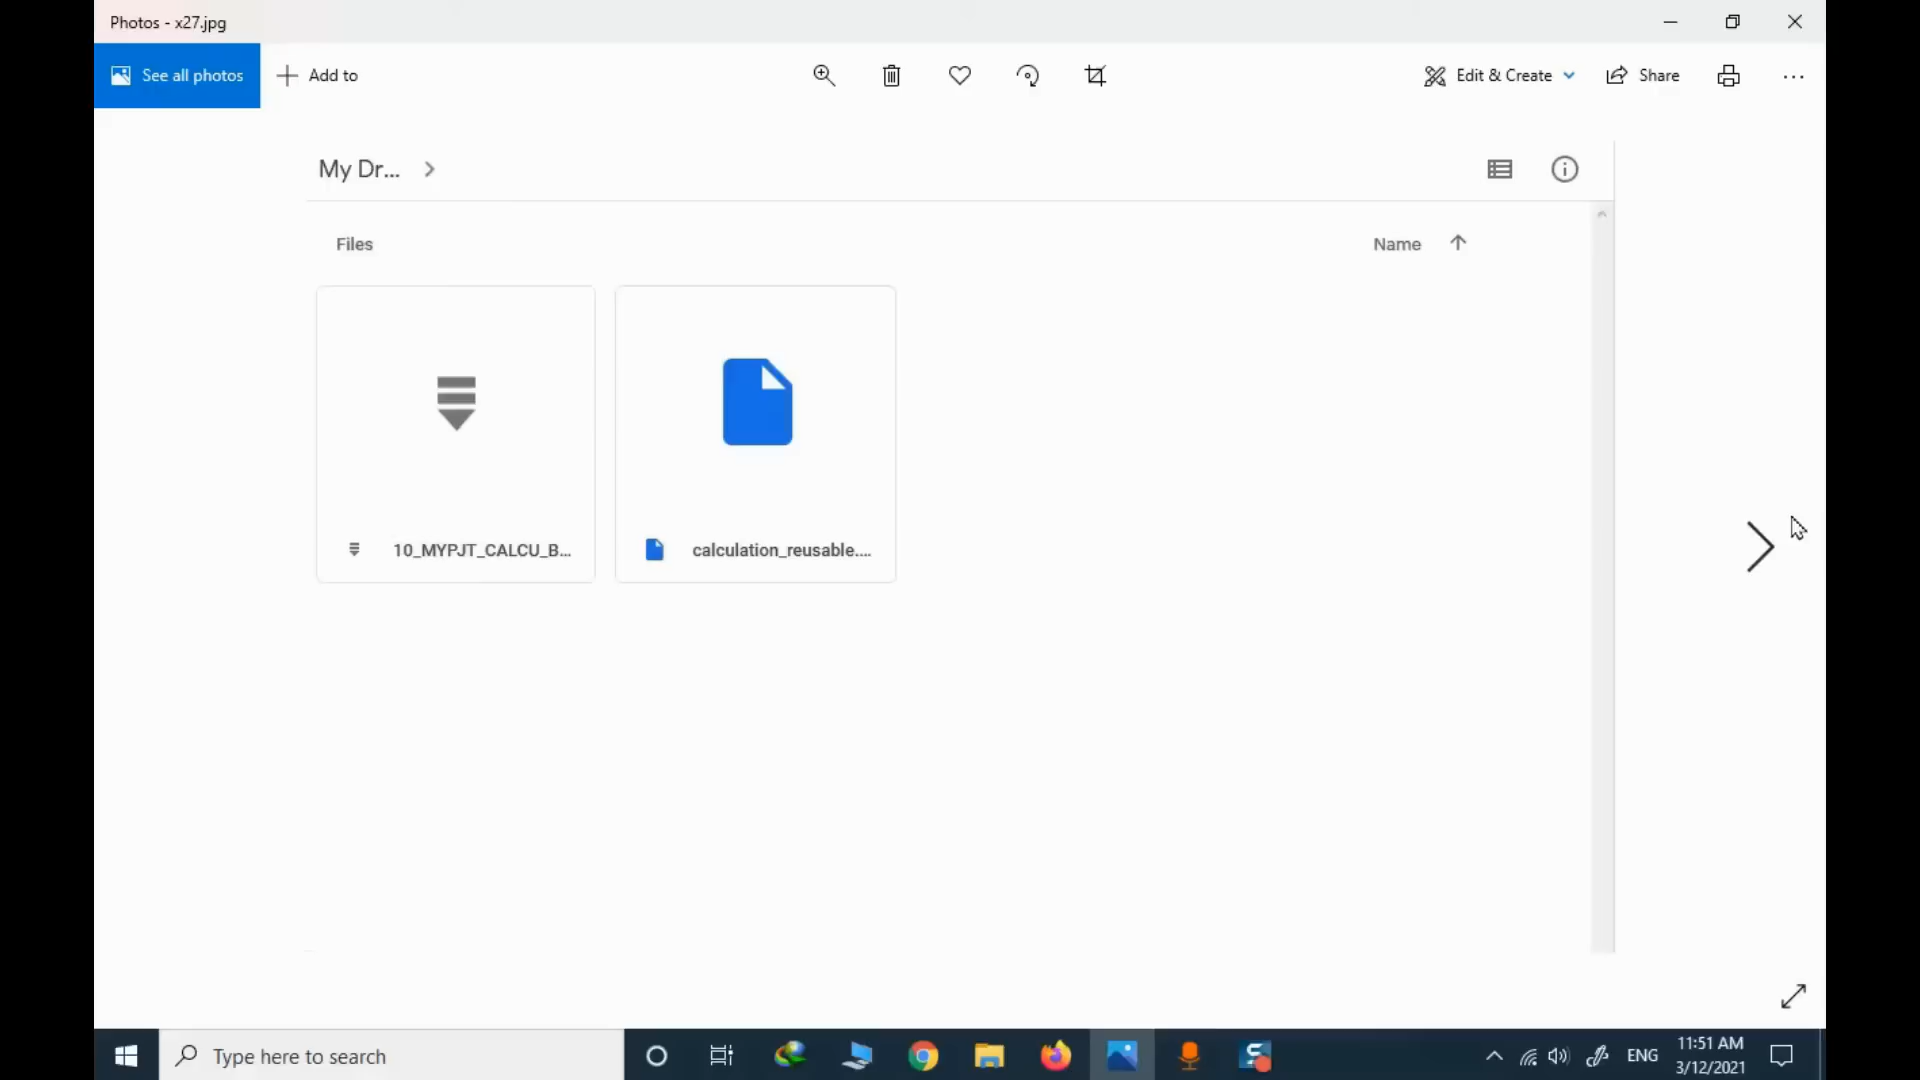 Photos - x27.jpg
See all photos
Add to
Edit & Create
Share
My Dr...
Files
Name
10_MYPJT_CALCU_B...
calculation_reusable....
Type here to search
ENG
11:51 AM
3/12/2021